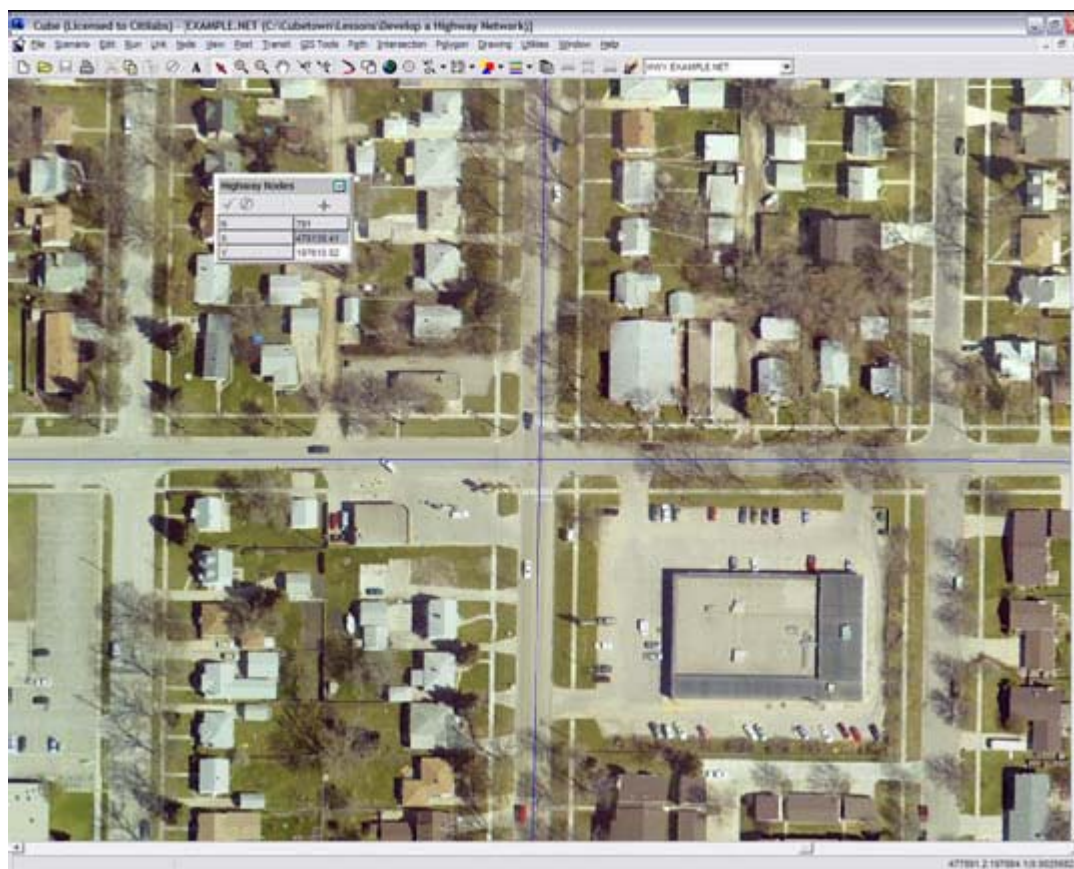 Cube (Licensed to Citilabs) - [EXAMPLE.NET (C:\Cubetown\Lessons\Develop a Highway Network)]
File Scenario Edit Run Link Node View Post Transit GIS Tools Path Intersection Polygon Drawing Utilities Window Help
A HWY: EXAMPLE.NET
Highway Nodes
N 791
X
Y